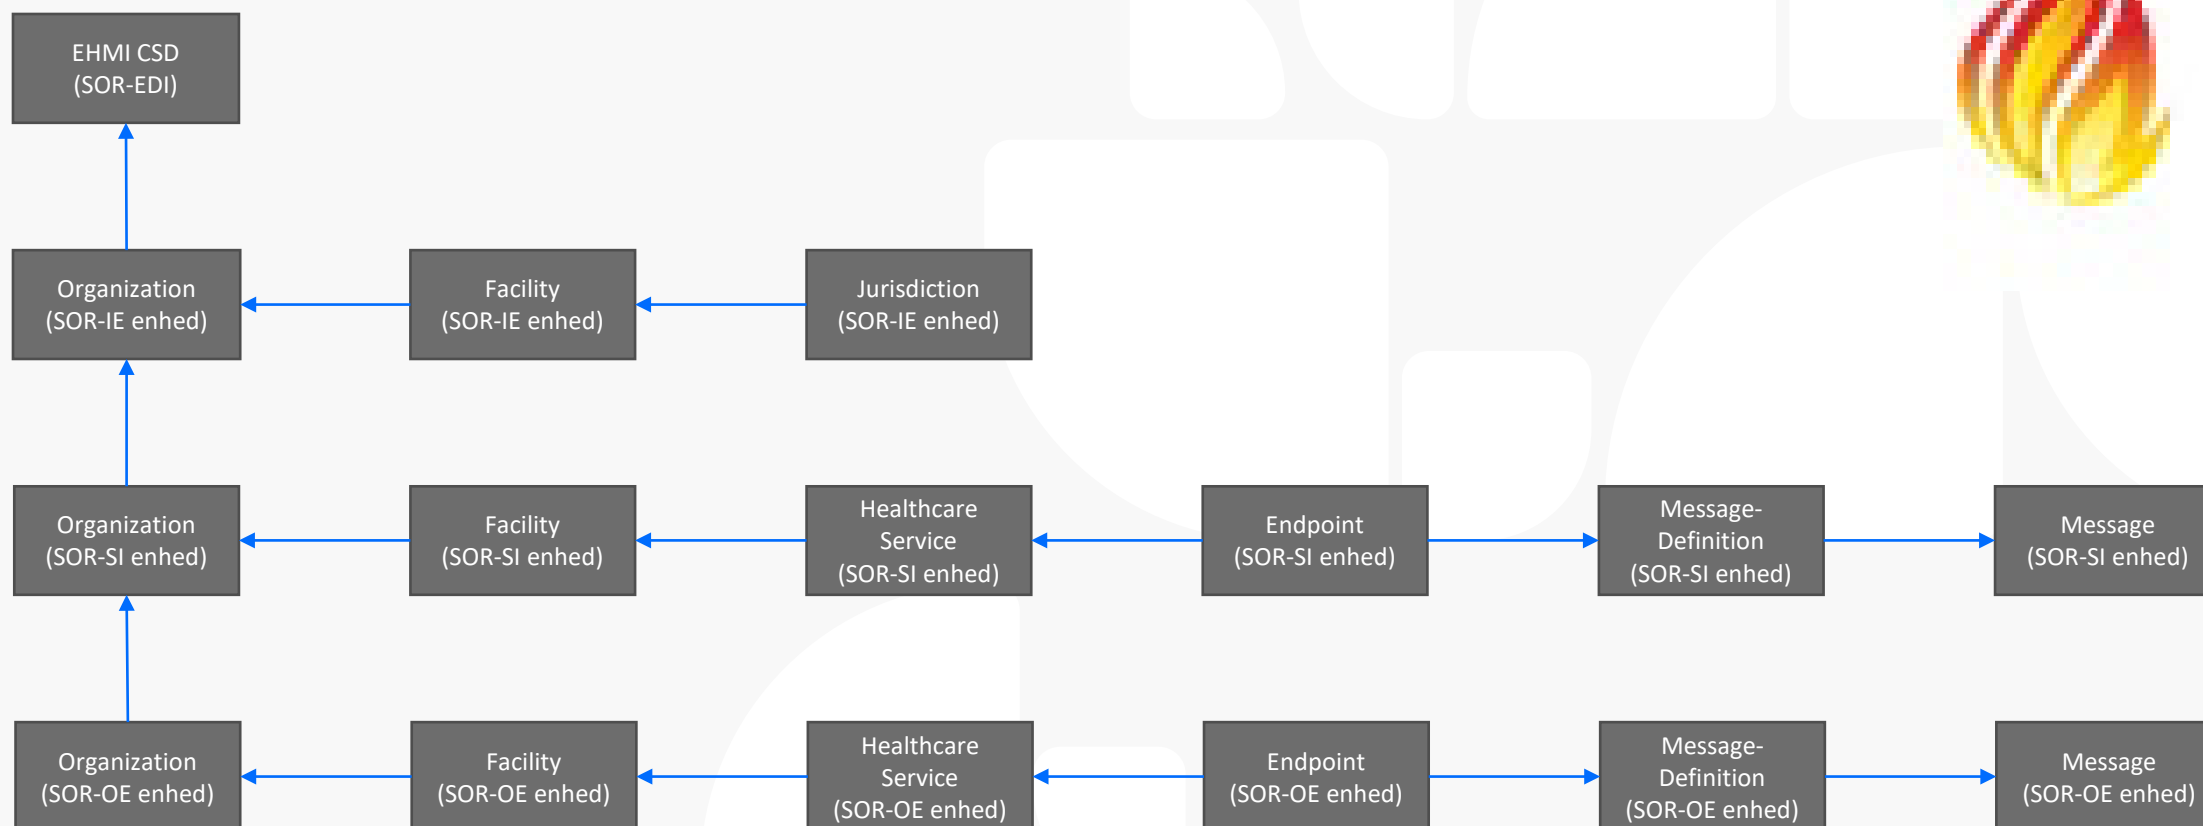 EHMI CSD
(SOR-EDI)
Organization
(SOR-IE enhed)
Facility
(SOR-IE enhed)
Jurisdiction
(SOR-IE enhed)
Organization
(SOR-SI enhed)
Facility
(SOR-SI enhed)
Healthcare
Service
(SOR-SI enhed)
Endpoint
(SOR-SI enhed)
Message-
Definition
(SOR-SI enhed)
Message
(SOR-SI enhed)
Organization
(SOR-OE enhed)
Facility
(SOR-OE enhed)
Healthcare
Service
(SOR-OE enhed)
Endpoint
(SOR-OE enhed)
Message-
Definition
(SOR-OE enhed)
Message
(SOR-OE enhed)